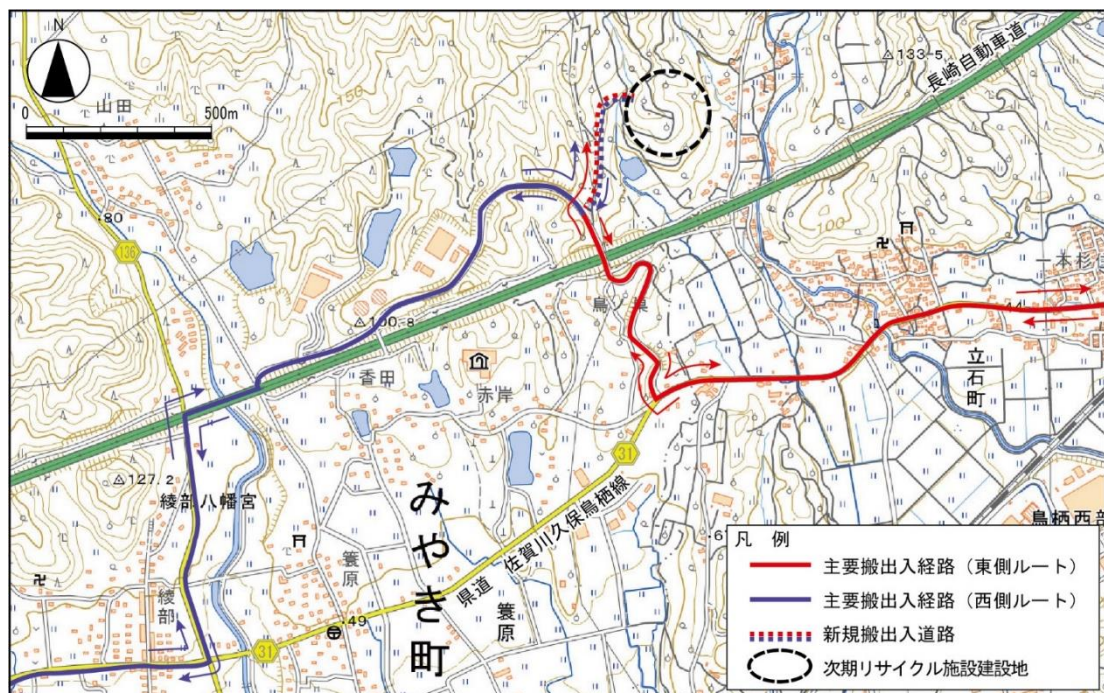 N
0
500m
山田
150
133.5
長崎自動車道
80
136
100
一本杉
44
立石町
鳥巣
100.8
香田
赤岸
31
127.2
綾部八幡宮
みやき町
県道 佐賀川久保鳥栖線
鳥栖西部
簑原
簑原
綾部
49
31
凡 例
主要搬出入経路（東側ルート）
主要搬出入経路（西側ルート）
新規搬出入道路
次期リサイクル施設建設地